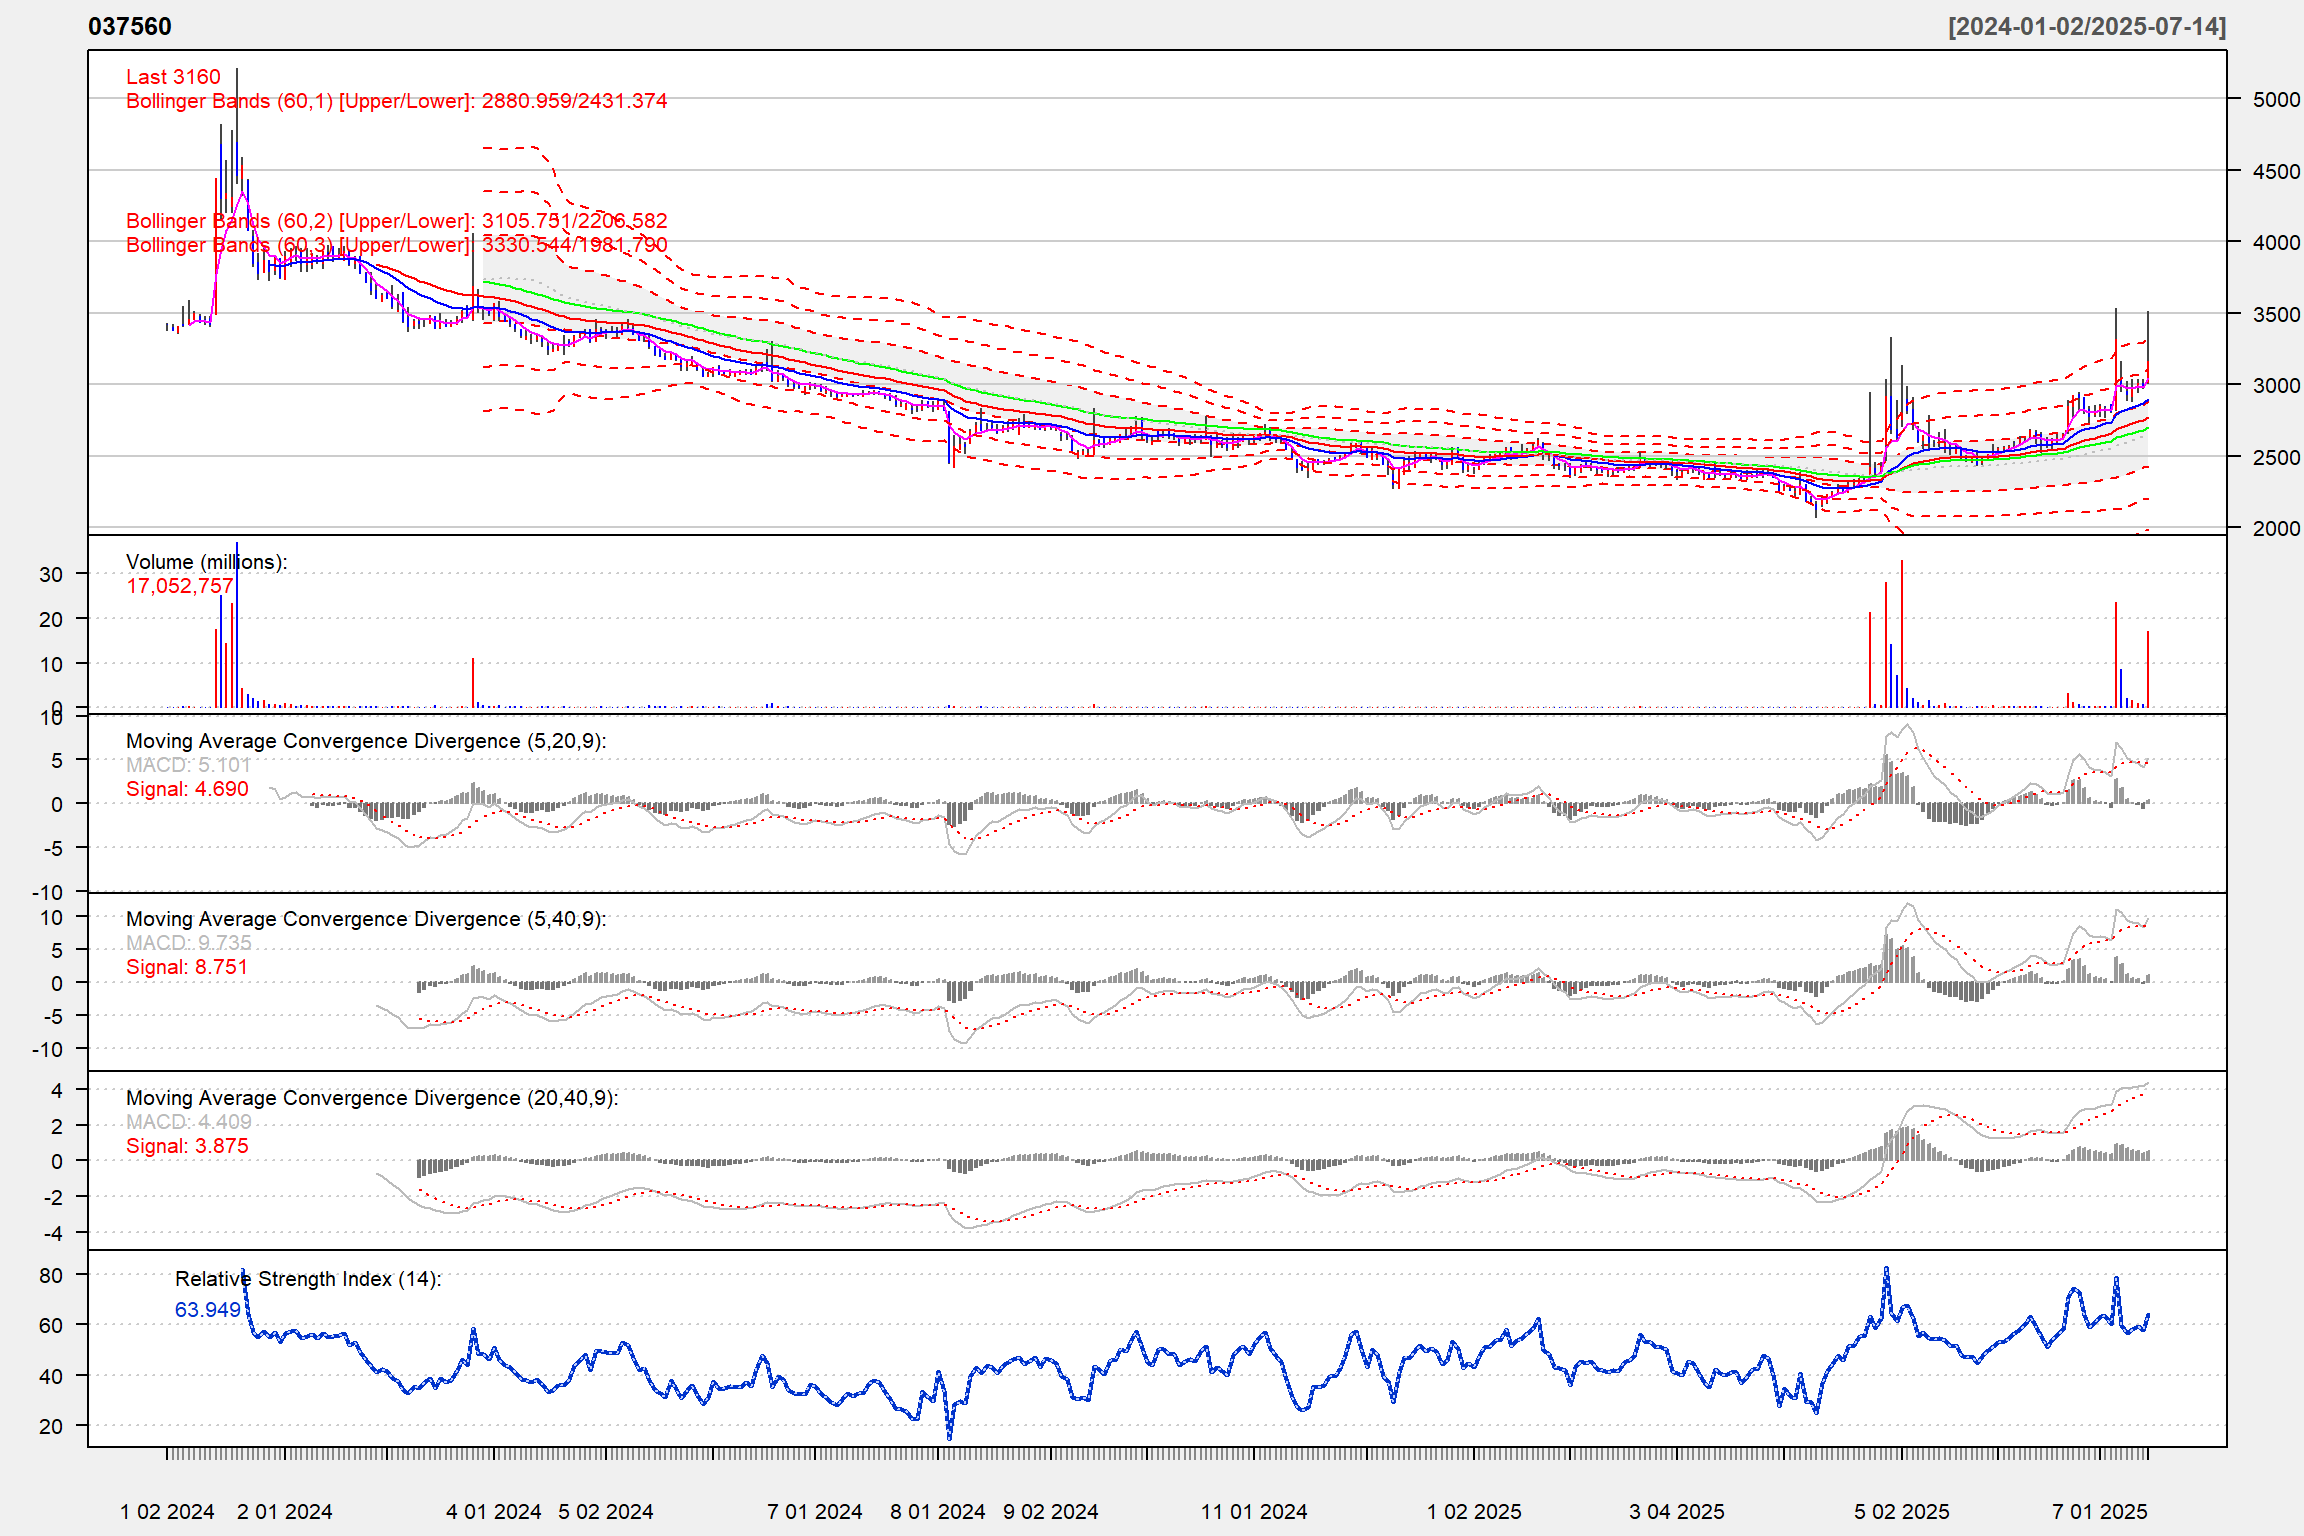 037560 [2024-01-02/2025-07-14]
Last 3160
Bollinger Bands (60,1) [Upper/Lower]: 2880.959/2431.374
Bollinger Bands (60,2) [Upper/Lower]: 3105.751/2206.582
Bollinger Bands (60,3) [Upper/Lower]: 3330.544/1981.790
5000
4500
4000
3500
3000
2500
2000
Volume (millions):
17,052,757
30
20
10
0
Moving Average Convergence Divergence (5,20,9):
MACD: 5.101
Signal: 4.690
10
5
0
-5
-10
Moving Average Convergence Divergence (5,40,9):
MACD: 9.735
Signal: 8.751
10
5
0
-5
-10
Moving Average Convergence Divergence (20,40,9):
MACD: 4.409
Signal: 3.875
4
2
0
-2
-4
Relative Strength Index (14):
63.949
80
60
40
20
1 02 2024 2 01 2024 4 01 2024 5 02 2024 7 01 2024 8 01 2024 9 02 2024 11 01 2024 1 02 2025 3 04 2025 5 02 2025 7 01 2025